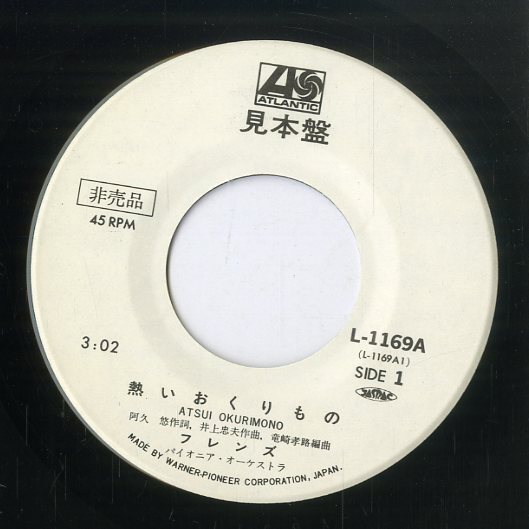 ATLANTIC
見本盤
非売品
45 RPM
3:02
L-1169A
(L-1169A1)
SIDE 1
JASRAC
熱いおくりもの
ATSUI OKURIMONO
阿久 悠作詞, 井上忠夫作曲, 竜崎孝路編曲
フレンズ
パイオニア・オーケストラ
MADE BY WARNER-PIONEER CORPORATION, JAPAN.